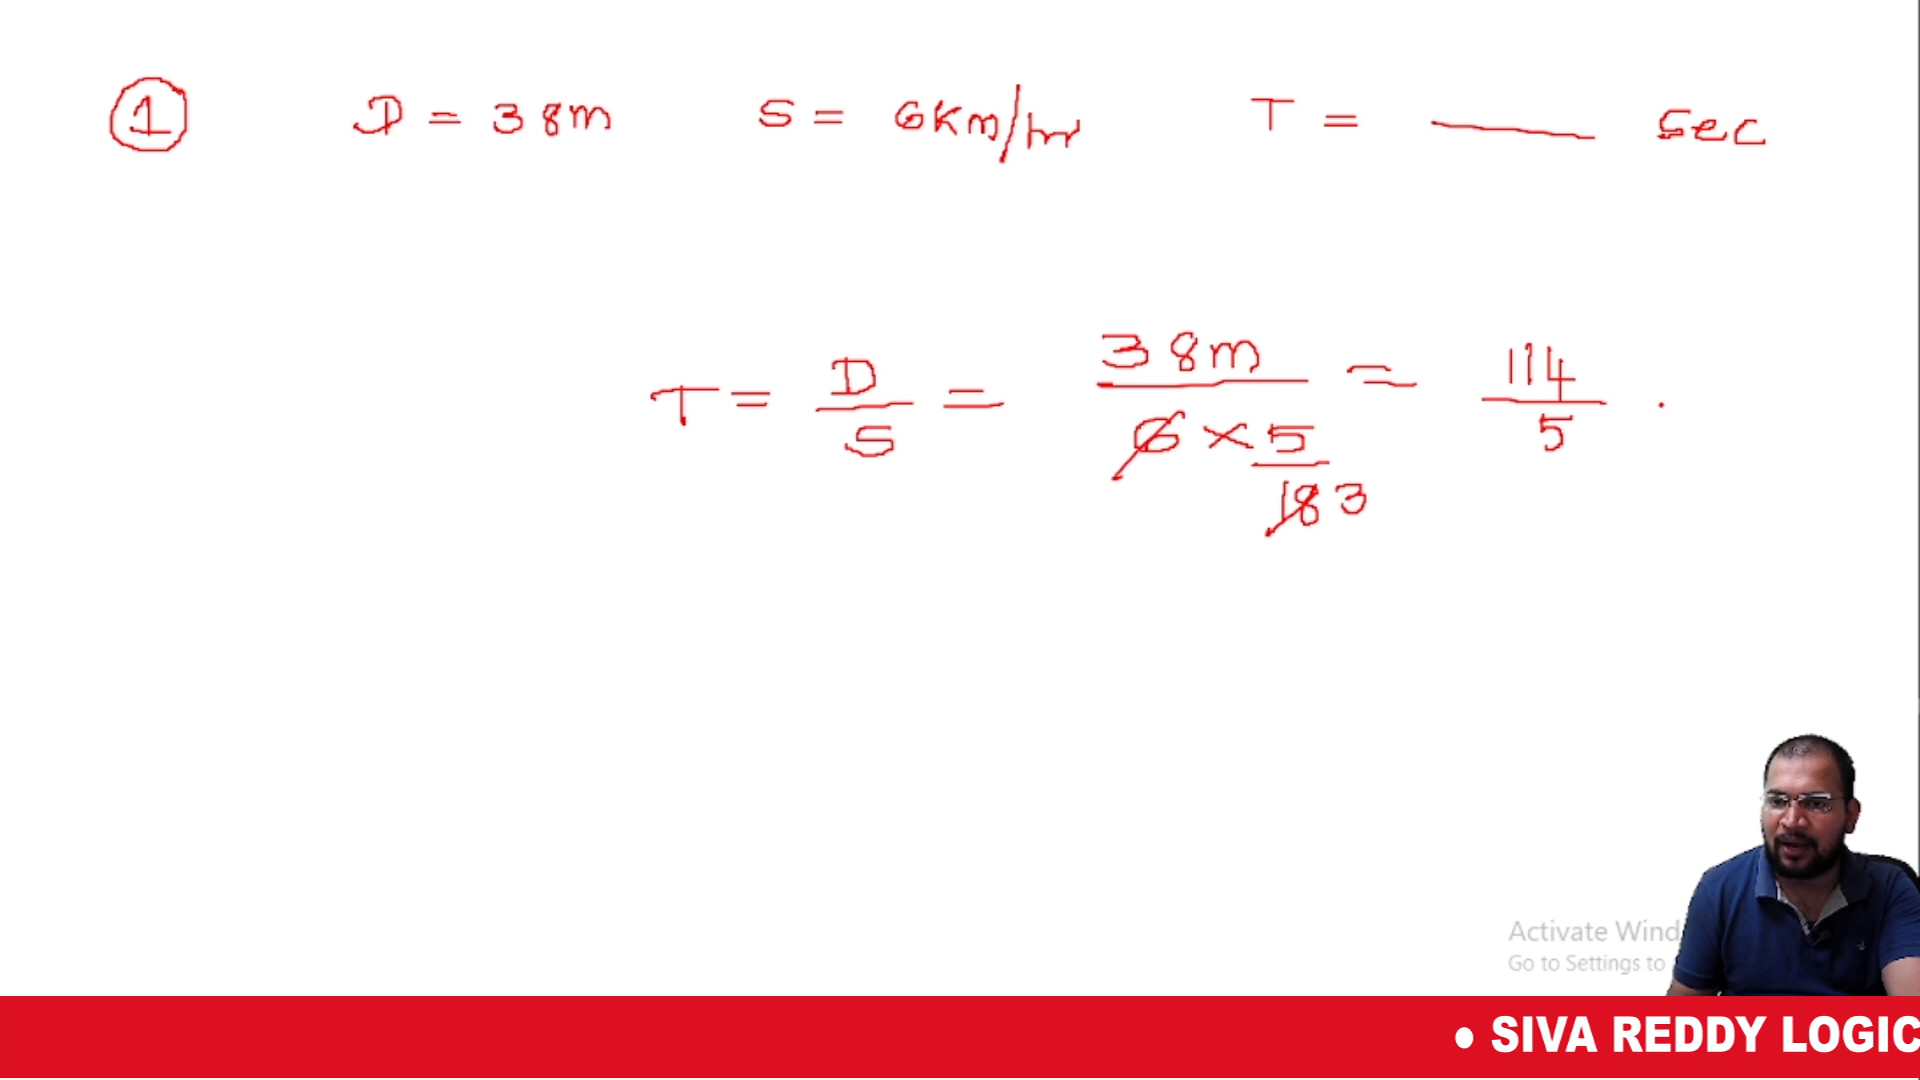 ① D = 38m S = 6Km/hr T = ——— sec
T = D/S = 38m / (6 × 5/18 3) = 114/5 .
Activate Wind
Go to Settings to
• SIVA REDDY LOGIC